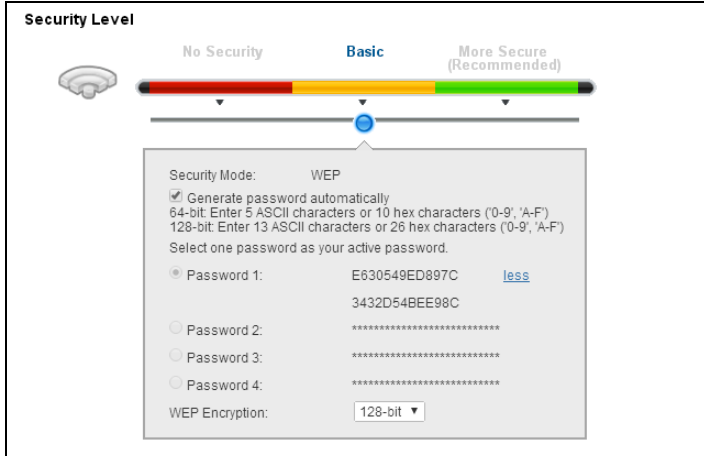 Security Level
No Security
Basic
More Secure
(Recommended)
Security Mode: WEP
Generate password automatically
64-bit: Enter 5 ASCII characters or 10 hex characters ('0-9', 'A-F')
128-bit: Enter 13 ASCII characters or 26 hex characters ('0-9', 'A-F')
Select one password as your active password.
Password 1: E630549ED897C less
3432D54BEE98C
Password 2: **************************
Password 3: **************************
Password 4: **************************
WEP Encryption: 128-bit